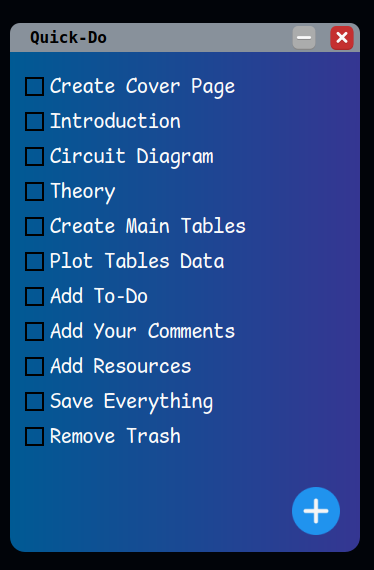 Quick-Do
Create Cover Page
Introduction
Circuit Diagram
Theory
Create Main Tables
Plot Tables Data
Add To-Do
Add Your Comments
Add Resources
Save Everything
Remove Trash